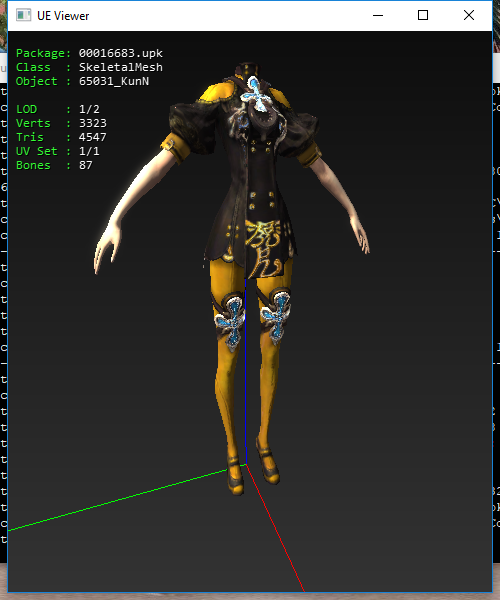 UE Viewer
Package: 00016683.upk
Class : SkeletalMesh
Object : 65031_KunN
LOD : 1/2
Verts : 3323
Tris : 4547
UV Set : 1/1
Bones : 87